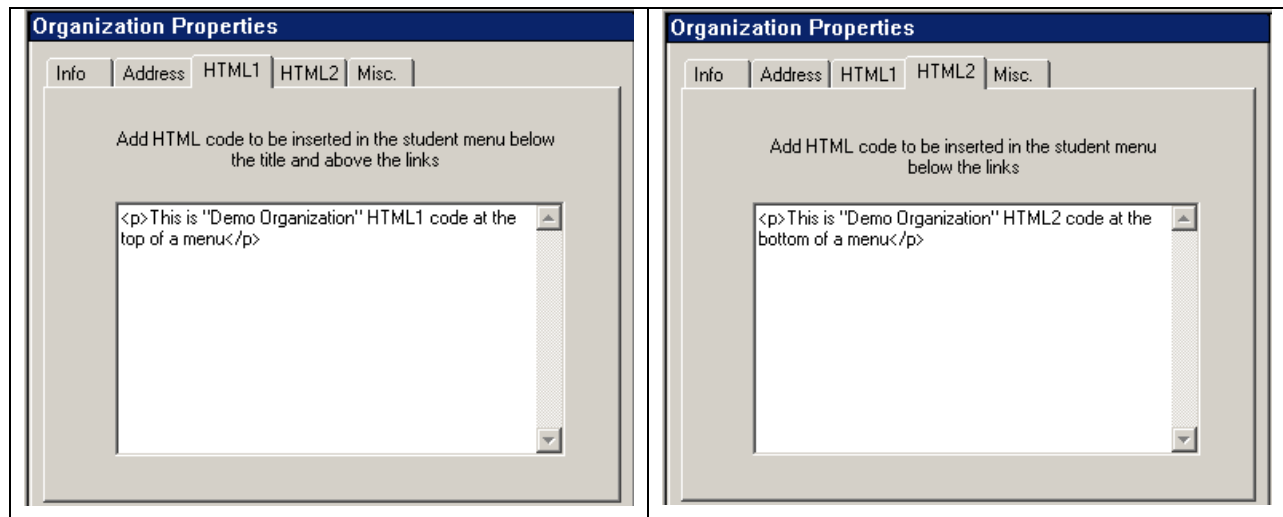 Organization Properties
Info Address HTML1 HTML2 Misc.
Add HTML code to be inserted in the student menu below
the title and above the links
<p>This is "Demo Organization" HTML1 code at the
top of a menu</p>
Organization Properties
Info Address HTML1 HTML2 Misc.
Add HTML code to be inserted in the student menu
below the links
<p>This is "Demo Organization" HTML2 code at the
bottom of a menu</p>